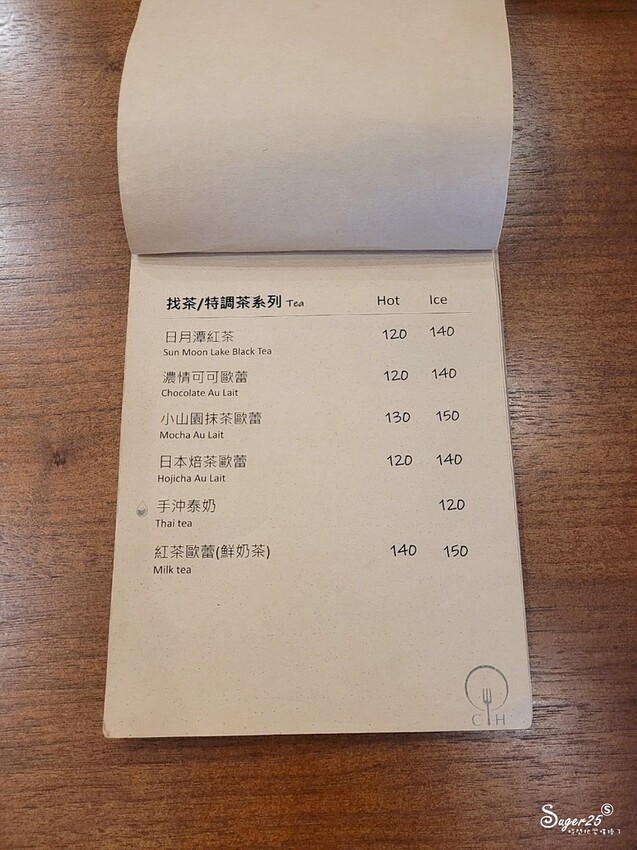 找茶/特調茶系列 Tea Hot Ice
日月潭紅茶 120 140
Sun Moon Lake Black Tea
濃情可可歐蕾 120 140
Chocolate Au Lait
小山園抹茶歐蕾 130 150
Mocha Au Lait
日本焙茶歐蕾 120 140
Hojicha Au Lait
手沖泰奶 120
Thai tea
紅茶歐蕾(鮮奶茶) 140 150
Milk tea
C H
Suger25 S